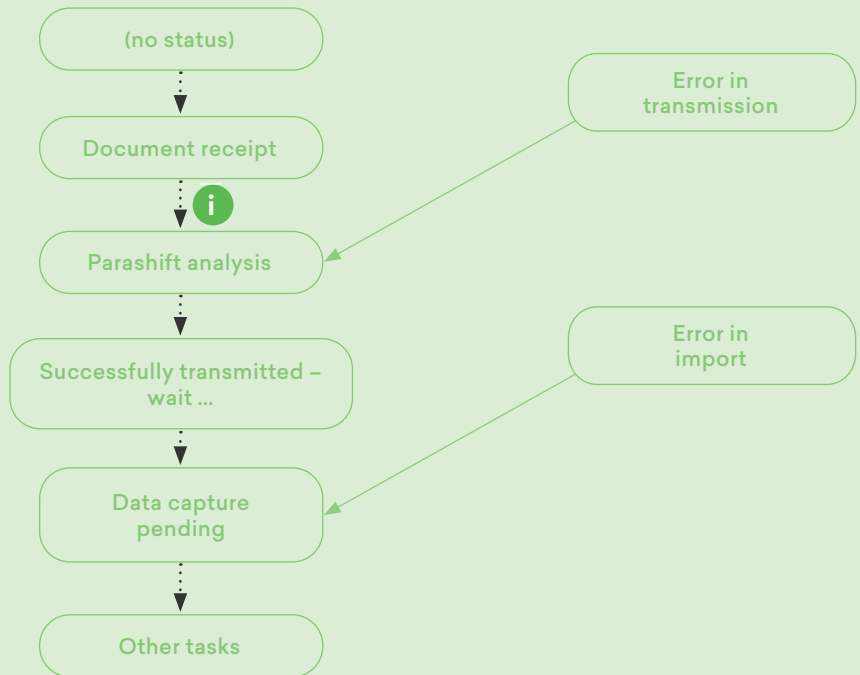 (no status)
Error in
transmission
Document receipt
i
Parashift analysis
Error in
import
Successfully transmitted –
wait ...
Data capture
pending
Other tasks